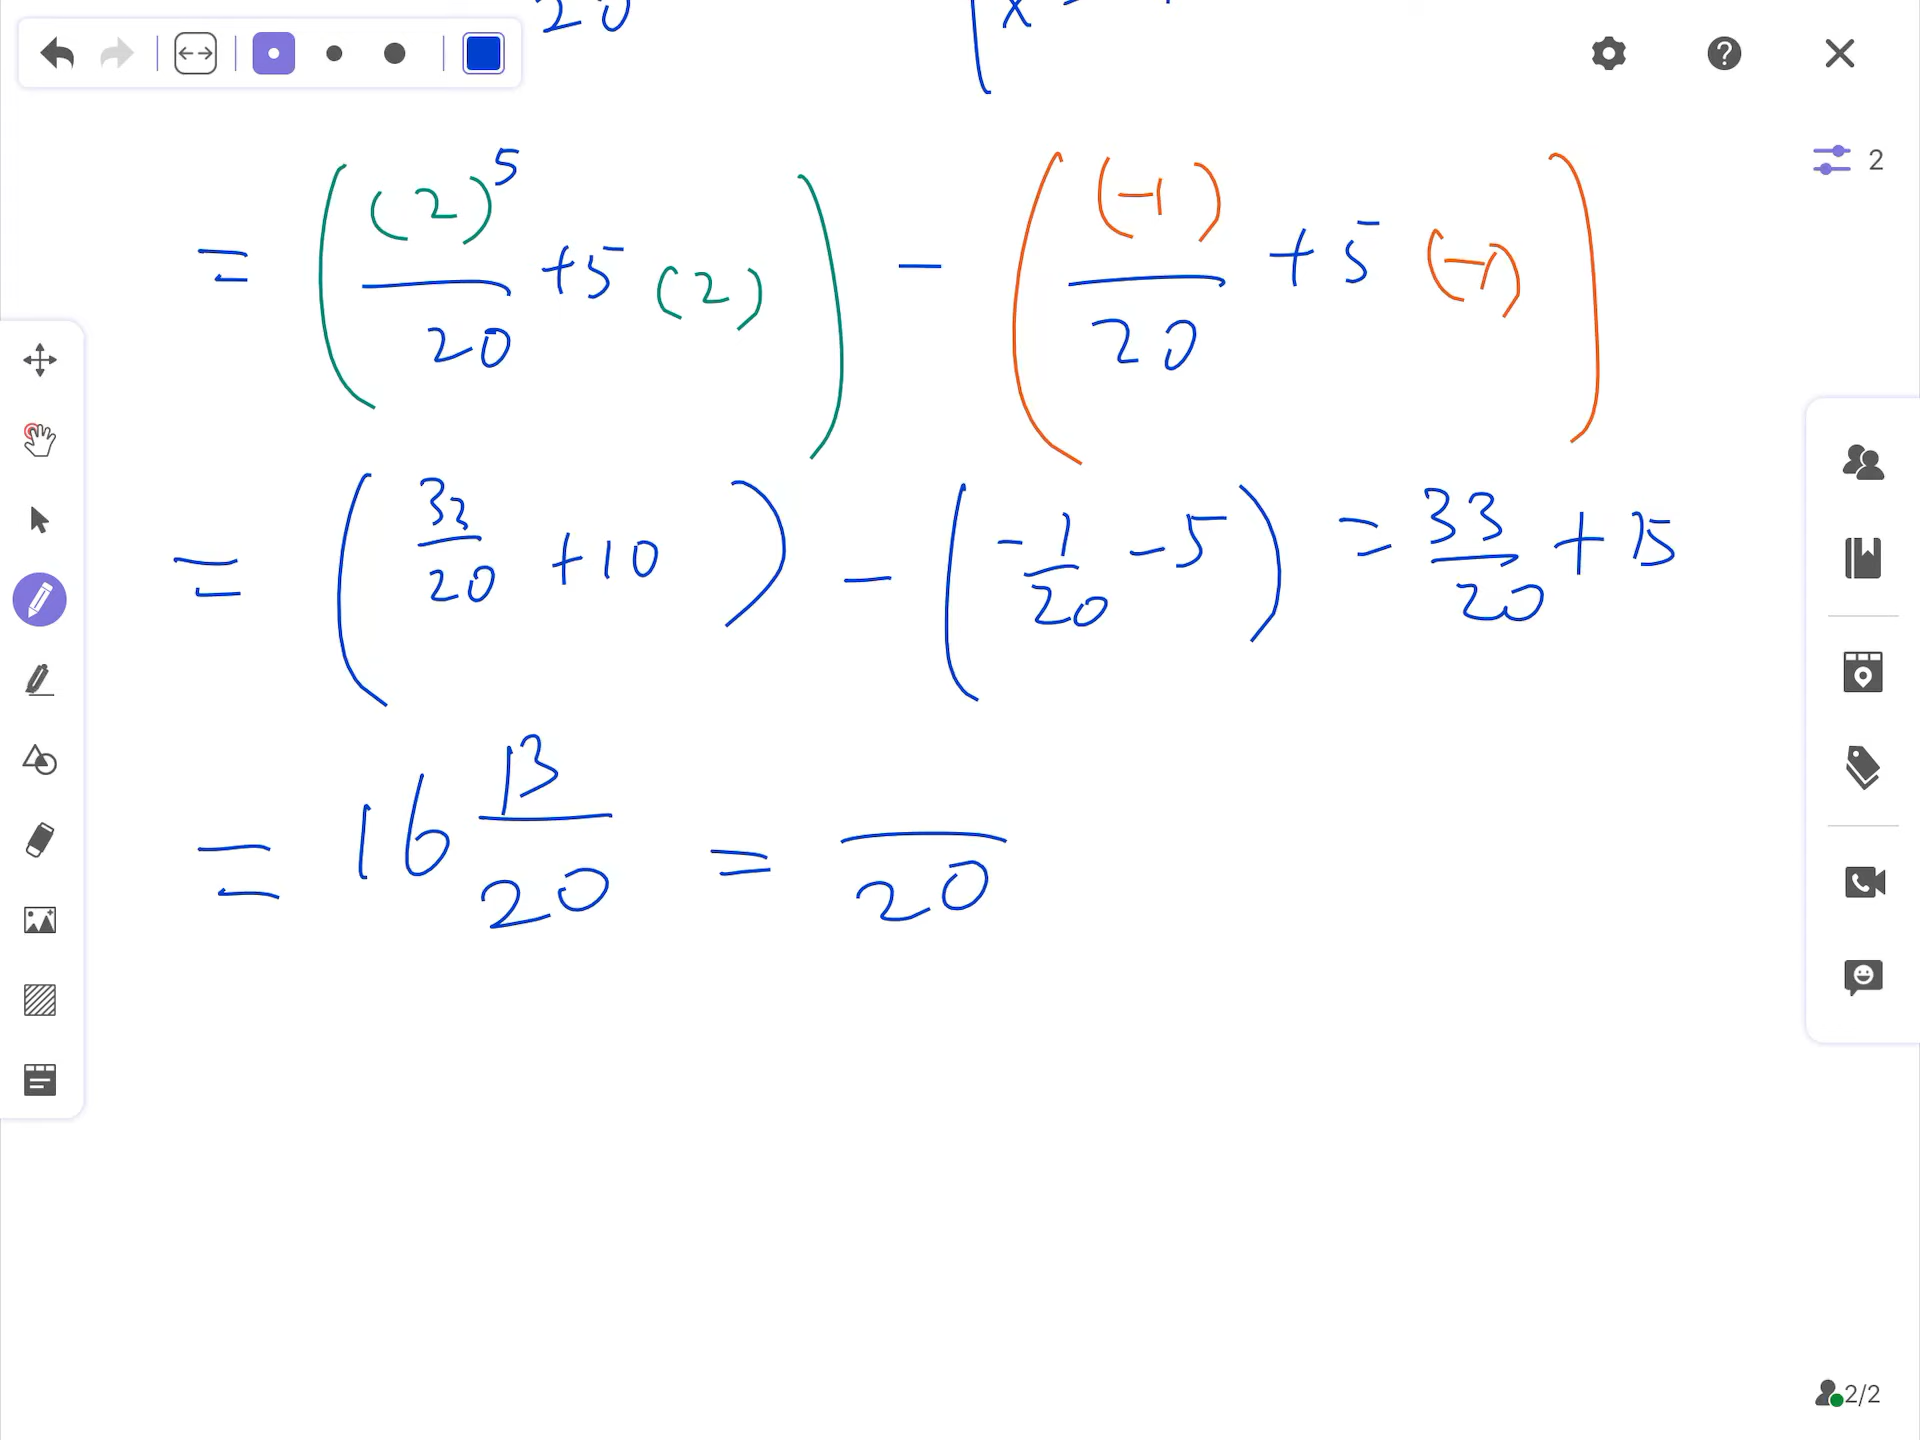 20 | x =
= ( (2)^5 / 20 + 5 (2) ) - ( (-1) / 20 + 5 (-1) )
= ( 32/20 + 10 ) - ( -1/20 - 5 ) = 33/20 + 15
= 16 13/20 = /20
2
2/2